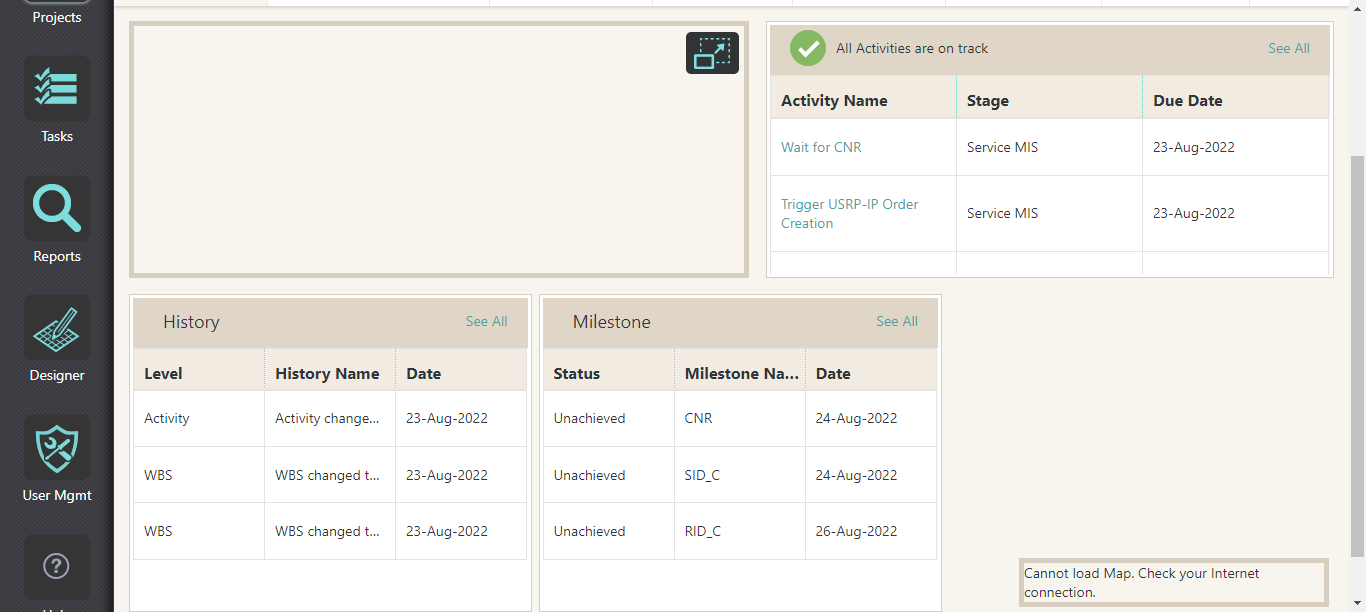 Projects
Tasks
Reports
Designer
User Mgmt
?
All Activities are on track
See All
Activity Name Stage Due Date
Wait for CNR Service MIS 23-Aug-2022
Trigger USRP-IP Order
Creation Service MIS 23-Aug-2022
History See All
Level History Name Date
Activity Activity change... 23-Aug-2022
WBS WBS changed t... 23-Aug-2022
WBS WBS changed t... 23-Aug-2022
Milestone See All
Status Milestone Na... Date
Unachieved CNR 24-Aug-2022
Unachieved SID_C 24-Aug-2022
Unachieved RID_C 26-Aug-2022
Cannot load Map. Check your Internet
connection.